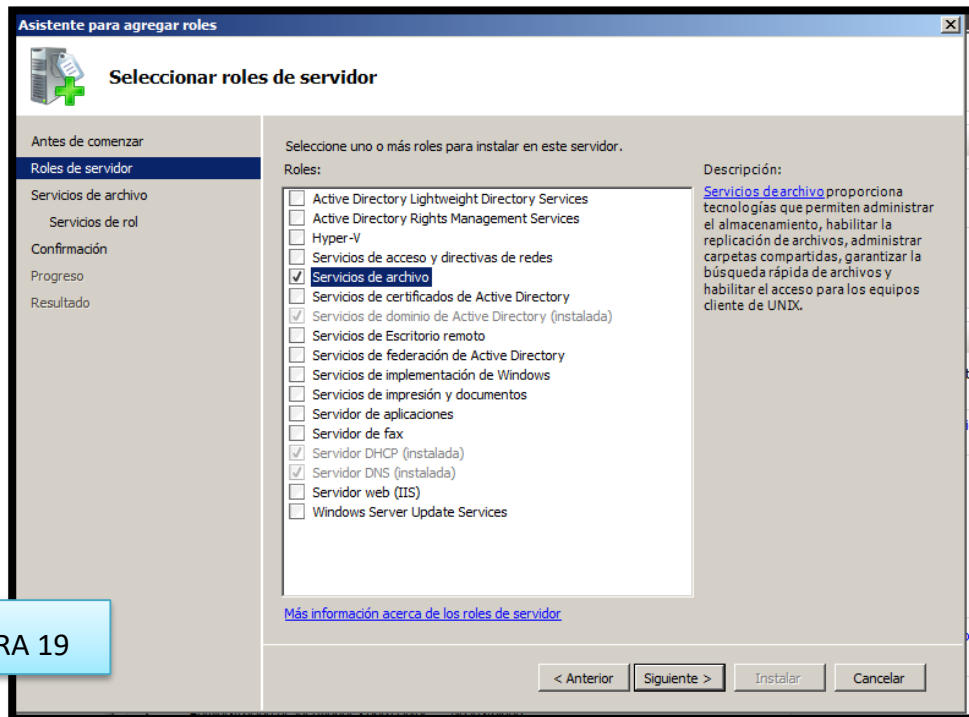 Asistente para agregar roles
Seleccionar roles de servidor
Antes de comenzar
Roles de servidor
Servicios de archivo
Servicios de rol
Confirmación
Progreso
Resultado
Seleccione uno o más roles para instalar en este servidor.
Roles:
Active Directory Lightweight Directory Services
Active Directory Rights Management Services
Hyper-V
Servicios de acceso y directivas de redes
Servicios de archivo
Servicios de certificados de Active Directory
Servicios de dominio de Active Directory (instalada)
Servicios de Escritorio remoto
Servicios de federación de Active Directory
Servicios de implementación de Windows
Servicios de impresión y documentos
Servidor de aplicaciones
Servidor de fax
Servidor DHCP (instalada)
Servidor DNS (instalada)
Servidor web (IIS)
Windows Server Update Services
Más información acerca de los roles de servidor
Descripción:
Servicios de archivo proporciona
tecnologías que permiten administrar
el almacenamiento, habilitar la
replicación de archivos, administrar
carpetas compartidas, garantizar la
búsqueda rápida de archivos y
habilitar el acceso para los equipos
cliente de UNIX.
RA 19
< Anterior
Siguiente >
Instalar
Cancelar